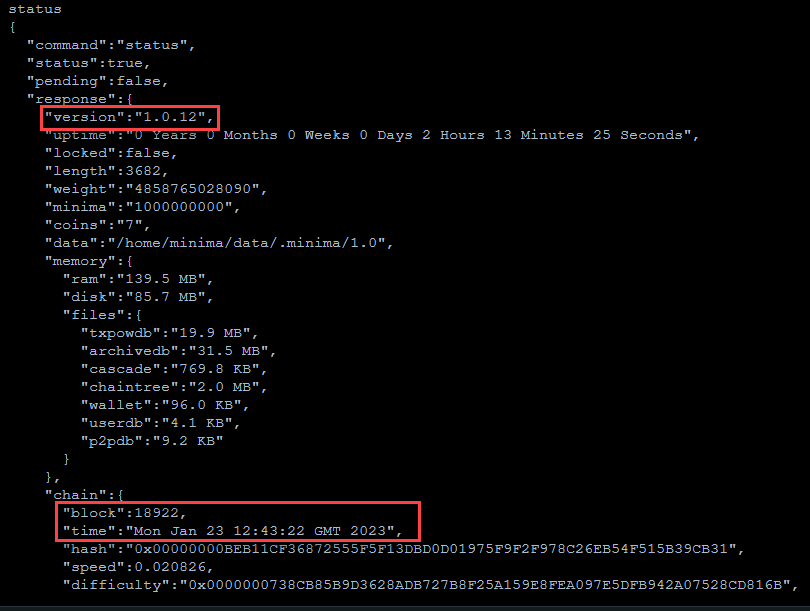 status
{
  "command":"status",
  "status":true,
  "pending":false,
  "response":{
    "version":"1.0.12",
    "uptime":"0 Years 0 Months 0 Weeks 0 Days 2 Hours 13 Minutes 25 Seconds",
    "locked":false,
    "length":3682,
    "weight":"4858765028090",
    "minima":"1000000000",
    "coins":"7",
    "data":"/home/minima/data/.minima/1.0",
    "memory":{
      "ram":"139.5 MB",
      "disk":"85.7 MB",
      "files":{
        "txpowdb":"19.9 MB",
        "archivedb":"31.5 MB",
        "cascade":"769.8 KB",
        "chaintree":"2.0 MB",
        "wallet":"96.0 KB",
        "userdb":"4.1 KB",
        "p2pdb":"9.2 KB"
      }
    },
    "chain":{
      "block":18922,
      "time":"Mon Jan 23 12:43:22 GMT 2023",
      "hash":"0x00000000BEB11CF36872555F5F13DBD0D01975F9F2F978C26EB54F515B39CB31",
      "speed":0.020826,
      "difficulty":"0x0000000738CB85B9D3628ADB727B8F25A159E8FEA097E5DFB942A07528CD816B",